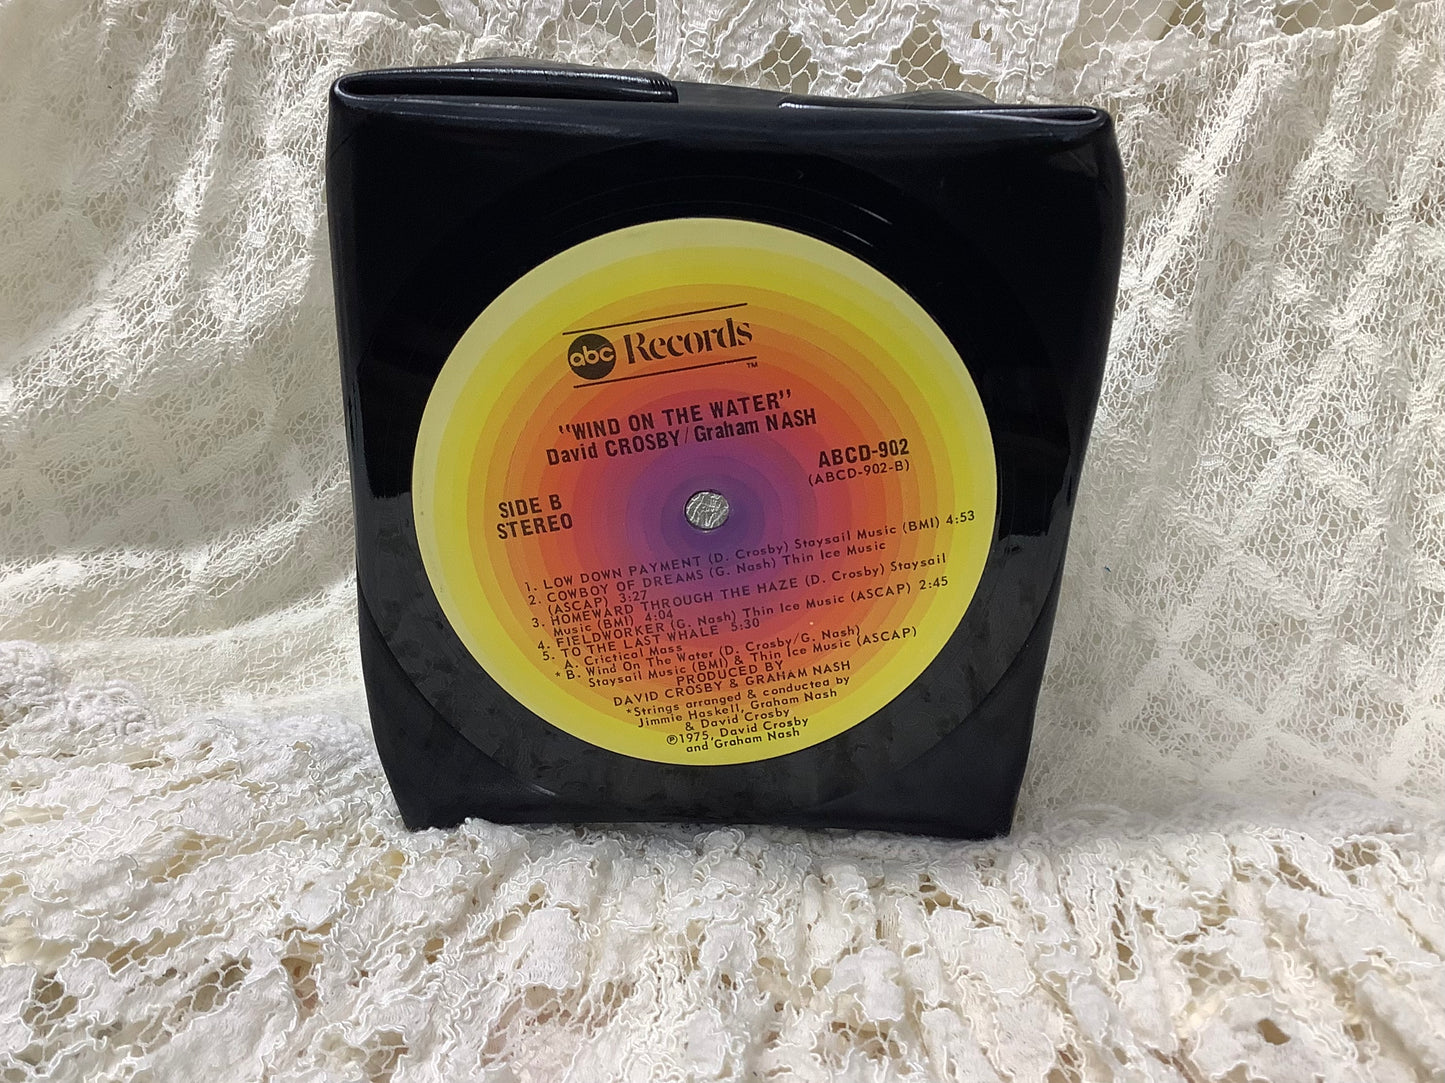 abc Records
TM
"WIND ON THE WATER"
David CROSBY/Graham NASH
ABCD-902
(ABCD-902-B)
SIDE B
STEREO
1. LOW DOWN PAYMENT (D. Crosby) Staysail Music (BMI) 4:53
2. COWBOY OF DREAMS (G. Nash) Thin Ice Music
(ASCAP) 3:27
3. HOMEWARD THROUGH THE HAZE (D. Crosby) Staysail
Music (BMI) 4:04
4. FIELDWORKER (G. Nash) Thin Ice Music (ASCAP) 2:45
5. TO THE LAST WHALE 5:30
A. Crictical Mass
*B. Wind On The Water (D. Crosby/G. Nash)
Staysail Music (BMI) & Thin Ice Music (ASCAP)
PRODUCED BY
DAVID CROSBY & GRAHAM NASH
*Strings arranged & conducted by
Jimmie Haskell, Graham Nash
& David Crosby
℗1975, David Crosby
and Graham Nash